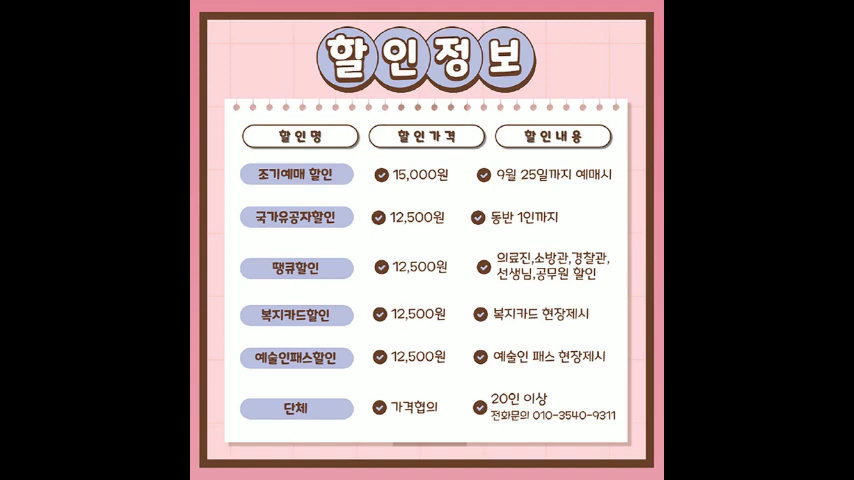 할인정보
할인명 할인가격 할인내용
조기예매 할인 15,000원 9월 25일까지 예매시
국가유공자할인 12,500원 동반 1인까지
땡큐할인 12,500원 의료진,소방관,경찰관,
선생님,공무원 할인
복지카드할인 12,500원 복지카드 현장제시
예술인패스할인 12,500원 예술인 패스 현장제시
단체 가격협의 20인 이상
전화문의 010-3540-9311